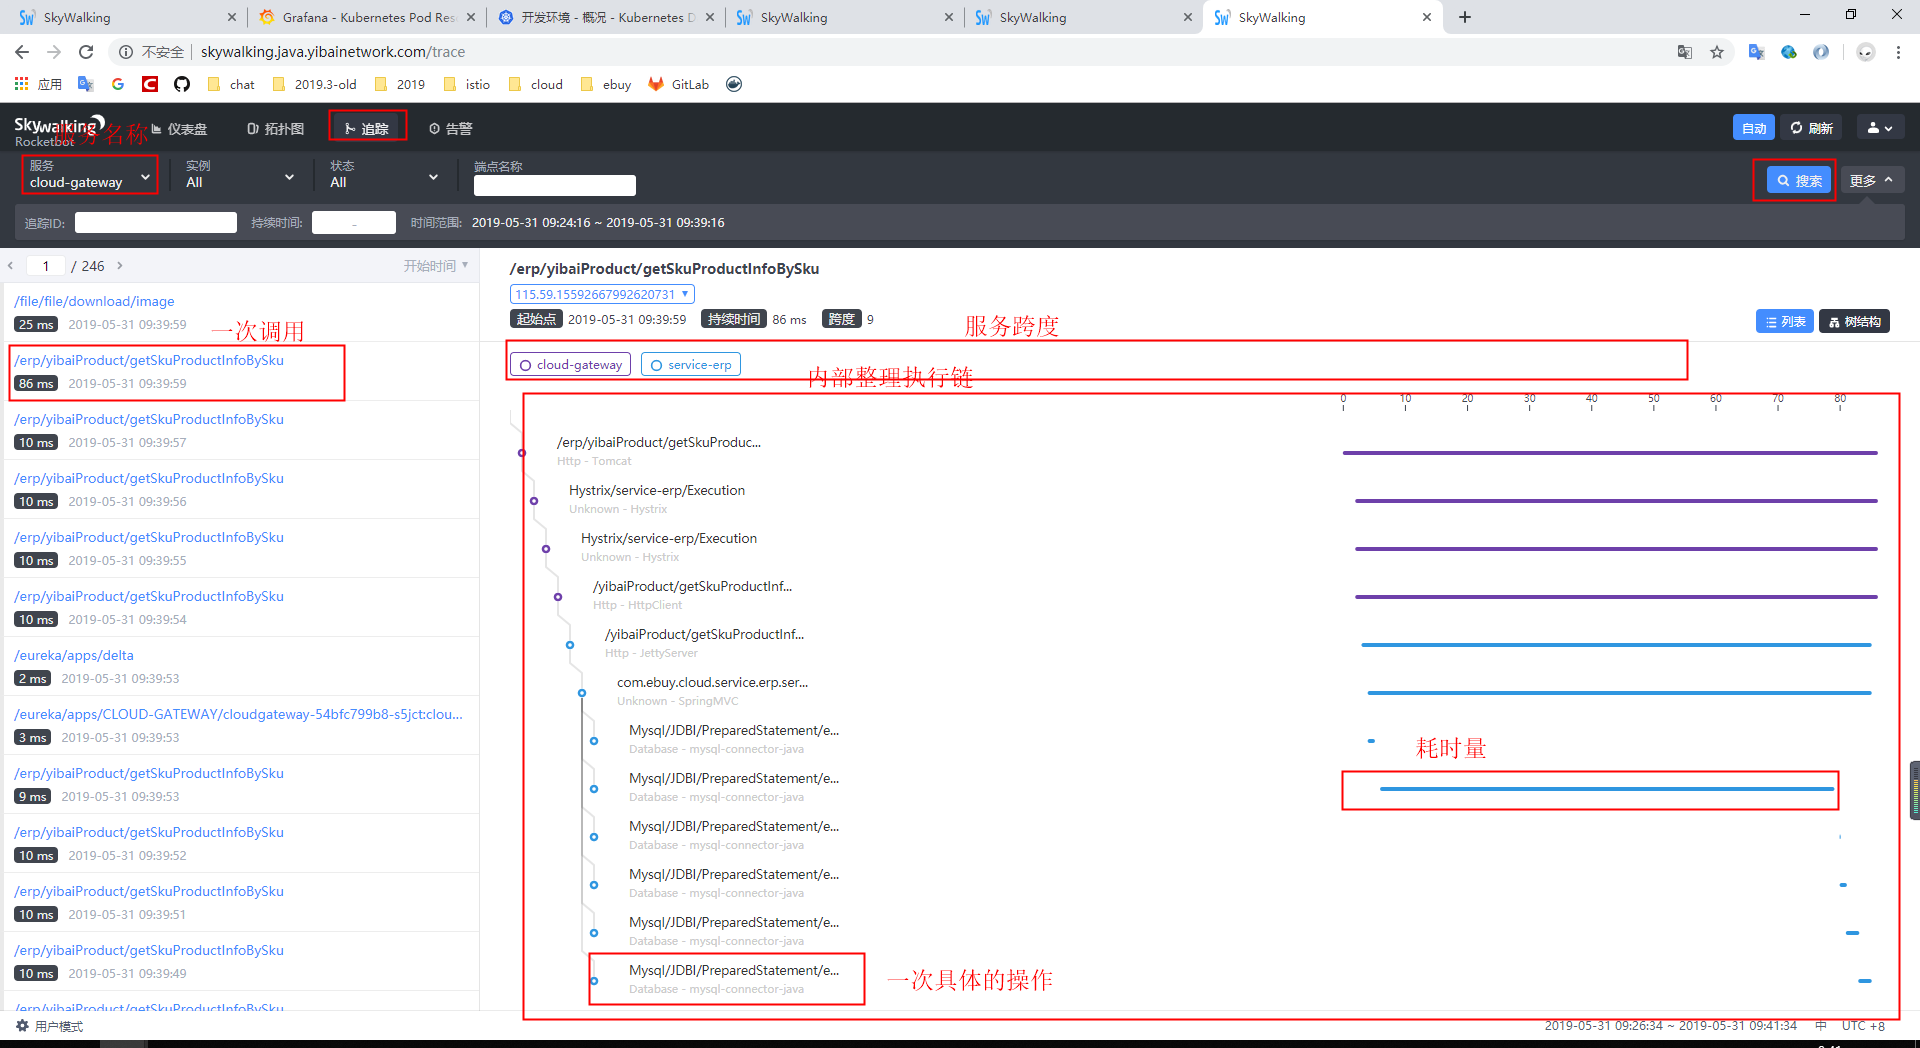 SkyWalking
Grafana - Kubernetes Pod Res
开发环境 - 概况 - Kubernetes D
SkyWalking
SkyWalking
SkyWalking
不安全 skywalking.java.yibainetwork.com/trace
应用 chat 2019.3-old 2019 istio cloud ebuy GitLab
Skywalking
Rocketbot
服务名称
仪表盘 拓扑图 追踪 告警
自动 刷新
服务 实例 状态 端点名称
cloud-gateway All All
搜索 更多
追踪ID: 持续时间: - 时间范围: 2019-05-31 09:24:16 ~ 2019-05-31 09:39:16
1 / 246 开始时间
/file/file/download/image
25 ms 2019-05-31 09:39:59
一次调用
/erp/yibaiProduct/getSkuProductInfoBySku
86 ms 2019-05-31 09:39:59
/erp/yibaiProduct/getSkuProductInfoBySku
10 ms 2019-05-31 09:39:57
/erp/yibaiProduct/getSkuProductInfoBySku
10 ms 2019-05-31 09:39:56
/erp/yibaiProduct/getSkuProductInfoBySku
10 ms 2019-05-31 09:39:55
/erp/yibaiProduct/getSkuProductInfoBySku
10 ms 2019-05-31 09:39:54
/eureka/apps/delta
2 ms 2019-05-31 09:39:53
/eureka/apps/CLOUD-GATEWAY/cloudgateway-54bfc799b8-s5jct:clou...
3 ms 2019-05-31 09:39:53
/erp/yibaiProduct/getSkuProductInfoBySku
9 ms 2019-05-31 09:39:53
/erp/yibaiProduct/getSkuProductInfoBySku
10 ms 2019-05-31 09:39:52
/erp/yibaiProduct/getSkuProductInfoBySku
10 ms 2019-05-31 09:39:51
/erp/yibaiProduct/getSkuProductInfoBySku
10 ms 2019-05-31 09:39:49
/erp/yibaiProduct/getSkuProductInfoBySku
用户模式
/erp/yibaiProduct/getSkuProductInfoBySku
115.59.15592667992620731
起始点 2019-05-31 09:39:59 持续时间 86 ms 跨度 9
服务跨度
列表 树结构
cloud-gateway service-erp
内部整理执行链
0 10 20 30 40 50 60 70 80
/erp/yibaiProduct/getSkuProduc...
Http - Tomcat
Hystrix/service-erp/Execution
Unknown - Hystrix
Hystrix/service-erp/Execution
Unknown - Hystrix
/yibaiProduct/getSkuProductInf...
Http - HttpClient
/yibaiProduct/getSkuProductInf...
Http - JettyServer
com.ebuy.cloud.service.erp.ser...
Unknown - SpringMVC
Mysql/JDBI/PreparedStatement/e...
Database - mysql-connector-java
耗时量
Mysql/JDBI/PreparedStatement/e...
Database - mysql-connector-java
Mysql/JDBI/PreparedStatement/e...
Database - mysql-connector-java
Mysql/JDBI/PreparedStatement/e...
Database - mysql-connector-java
Mysql/JDBI/PreparedStatement/e...
Database - mysql-connector-java
Mysql/JDBI/PreparedStatement/e...
Database - mysql-connector-java
一次具体的操作
2019-05-31 09:26:34 ~ 2019-05-31 09:41:34 中 UTC +8